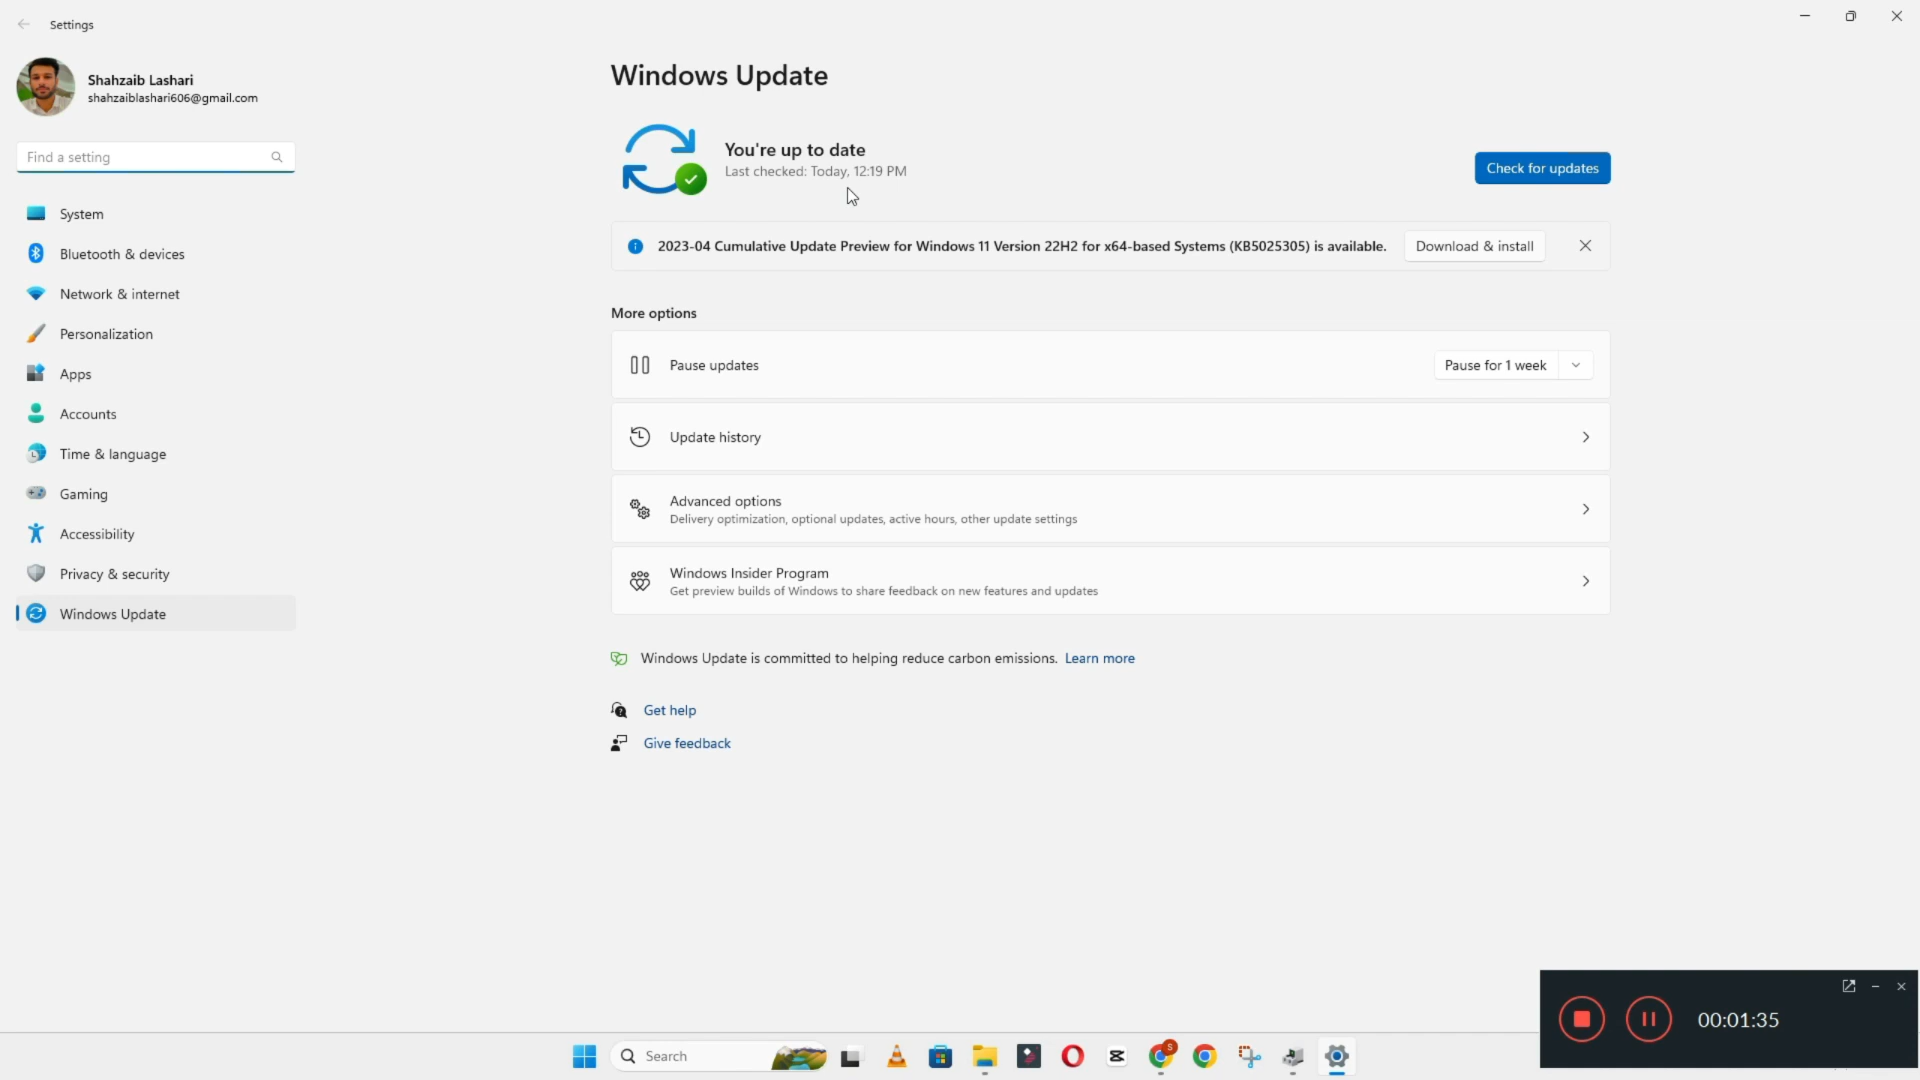 Settings
Shahzaib Lashari
shahzaiblashari606@gmail.com
Find a setting
System
Bluetooth & devices
Network & internet
Personalization
Apps
Accounts
Time & language
Gaming
Accessibility
Privacy & security
Windows Update
Windows Update
You're up to date
Last checked: Today, 12:19 PM
Check for updates
2023-04 Cumulative Update Preview for Windows 11 Version 22H2 for x64-based Systems (KB5025305) is available.
Download & install
More options
Pause updates
Pause for 1 week
Update history
Advanced options
Delivery optimization, optional updates, active hours, other update settings
Windows Insider Program
Get preview builds of Windows to share feedback on new features and updates
Windows Update is committed to helping reduce carbon emissions. Learn more
Get help
Give feedback
00:01:35
Search
S